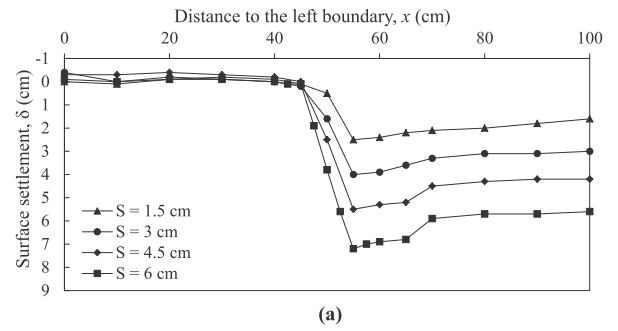 Distance to the left boundary, x (cm)
0 20 40 60 80 100
Surface settlement, δ (cm)
-1
0
1
2
3
4
5
6
7
8
9
S = 1.5 cm
S = 3 cm
S = 4.5 cm
S = 6 cm
(a)